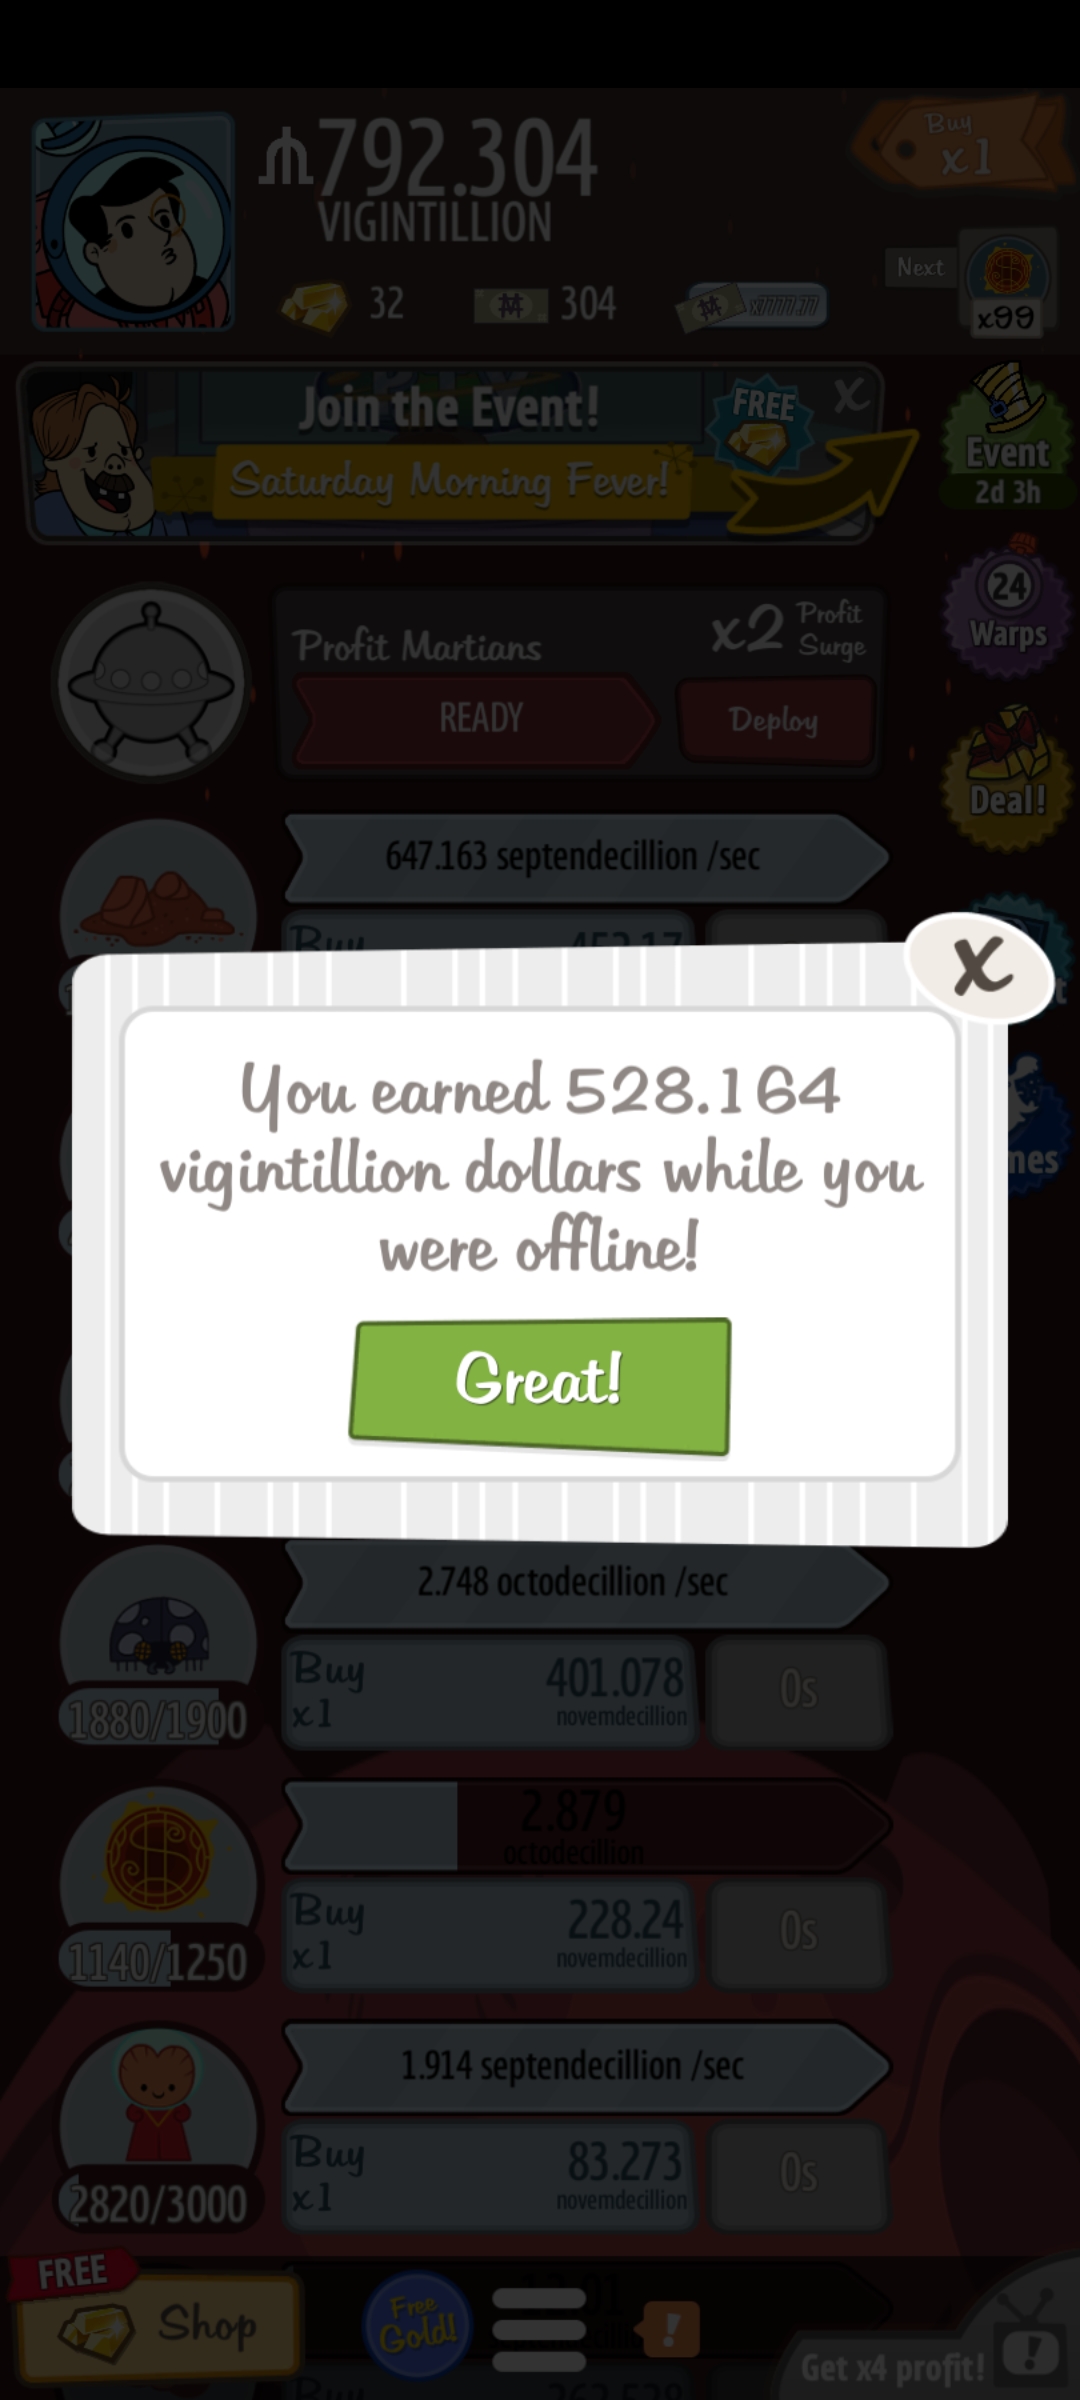 792.304
VIGINTILLION
Buy
x1
32
304
x7777.77
Next
x99
Join the Event!
Saturday Morning Fever!
FREE
X
Event
2d 3h
24
Warps
Profit Martians
x2 Profit
Surge
READY
Deploy
Deal!
647.163 septendecillion /sec
Buy
X
You earned 528.164
vigintillion dollars while you
were offline!
Great!
2.748 octodecillion /sec
Buy
x1
401.078
novemdecillion
0s
1880/1900
2.879
octodecillion
Buy
x1
228.24
novemdecillion
0s
1140/1250
1.914 septendecillion /sec
Buy
x1
83.273
novemdecillion
0s
2820/3000
FREE
Shop
Free
Gold!
!
Get x4 profit!
!
Buy